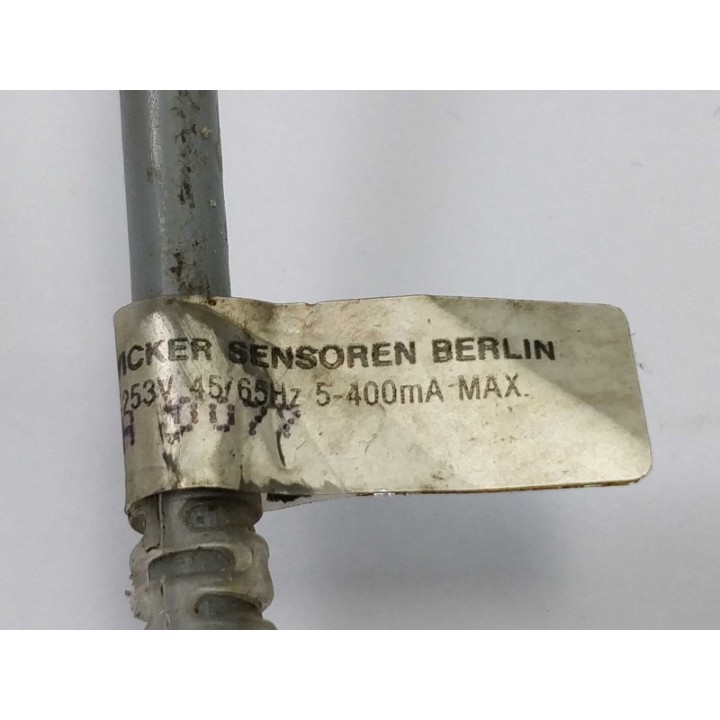 ICKER SENSOREN BERLIN
253V 45/65Hz 5-400mA MAX.